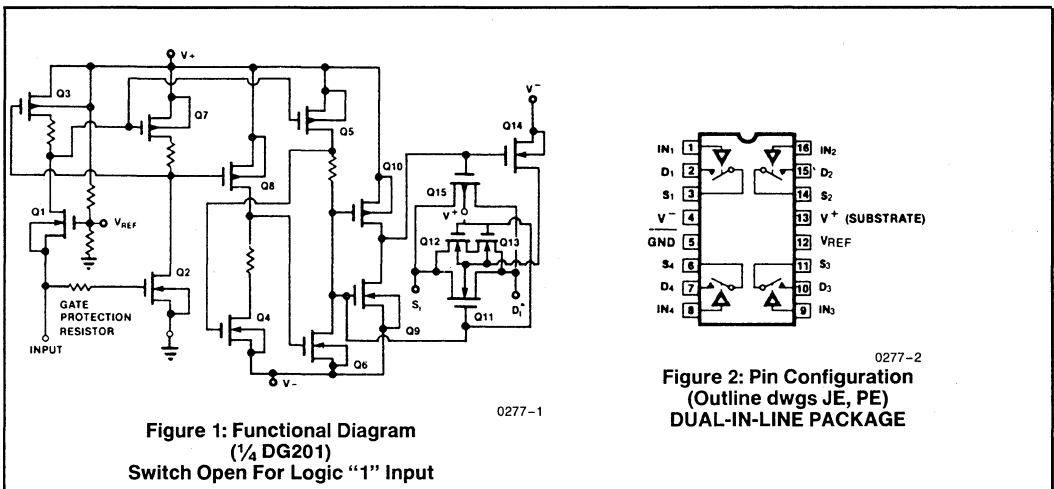 V+
Q3
Q7
Q5
V-
Q14
Q10
Q8
Q15
V+
Q1
VREF
Q12
Q13
Q2
S1
D1
Q11
GATE
PROTECTION
RESISTOR
Q4
Q9
INPUT
Q6
V-
0277-1
Figure 1: Functional Diagram
(¼ DG201)
Switch Open For Logic “1” Input
IN1 1
16 IN2
D1 2
15 D2
S1 3
14 S2
V- 4
13 V+ (SUBSTRATE)
GND 5
12 VREF
S4 6
11 S3
D4 7
10 D3
IN4 8
9 IN3
0277-2
Figure 2: Pin Configuration
(Outline dwgs JE, PE)
DUAL-IN-LINE PACKAGE